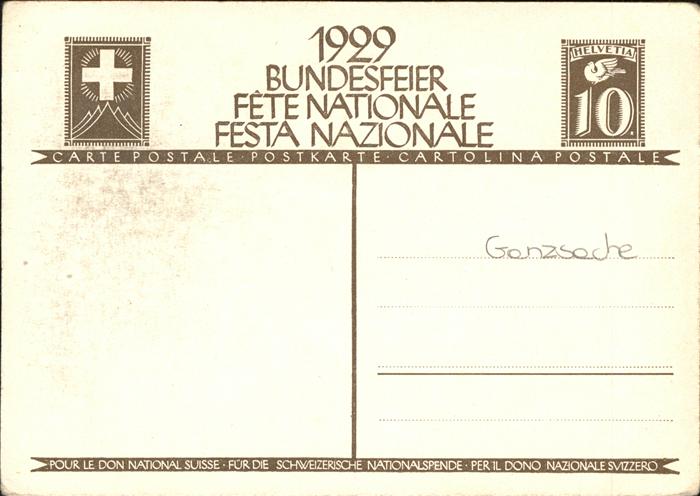 1929
BUNDESFEIER
FÊTE NATIONALE
FESTA NAZIONALE
HELVETIA
10
CARTE POSTALE · POSTKARTE · CARTOLINA POSTALE
Ganzsache
POUR LE DON NATIONAL SUISSE · FÜR DIE SCHWEIZERISCHE NATIONALSPENDE · PER IL DONO NAZIONALE SVIZZERO